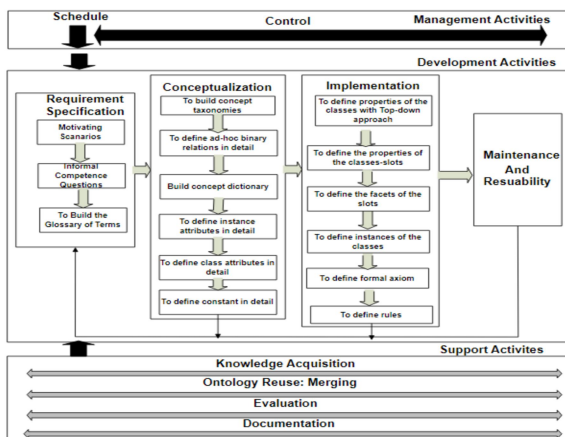 Schedule
Control
Management Activities
Development Activities
Requirement
Specification
Motivating
Scanarios
Informal
Competence
Questions
To Build the
Glossary of Terms
Conceptualization
To build concept
taxonomies
To define ad-hoc binary
relations in detail
Build concept dictionary
To define instance
attributes in detail
To define class attributes in
detail
To define constant in detail
Implementation
To define properties of the
classes with Top-down
approach
To define the properties of
the classes-slots
To define the facets of the
slots
To define instances of the
classes
To define formal axiom
To define rules
Maintenance
And
Resuability
Support Activites
Knowledge Acquisition
Ontology Reuse: Merging
Evaluation
Documentation